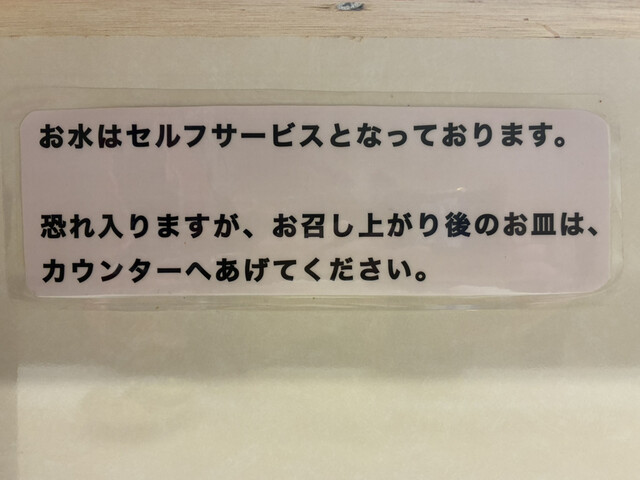 お水はセルフサービスとなっております。
恐れ入りますが、お召し上がり後のお皿は、
カウンターへあげてください。